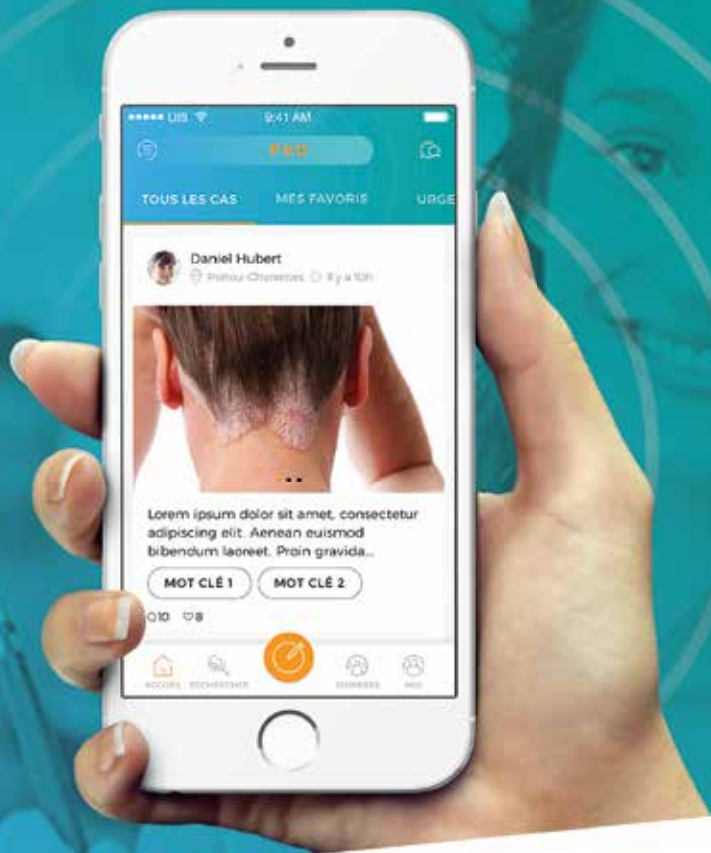 UIS 9:41 AM
PRO
TOUS LES CAS MES FAVORIS URGE
Daniel Hubert
Poitou-Charentes Il y a 10h
Lorem ipsum dolor sit amet, consectetur
adipiscing elit. Aenean euismod
bibendum laoreet. Proin gravida...
MOT CLÉ 1 MOT CLÉ 2
10 8
ACCUEIL RECHERCHER